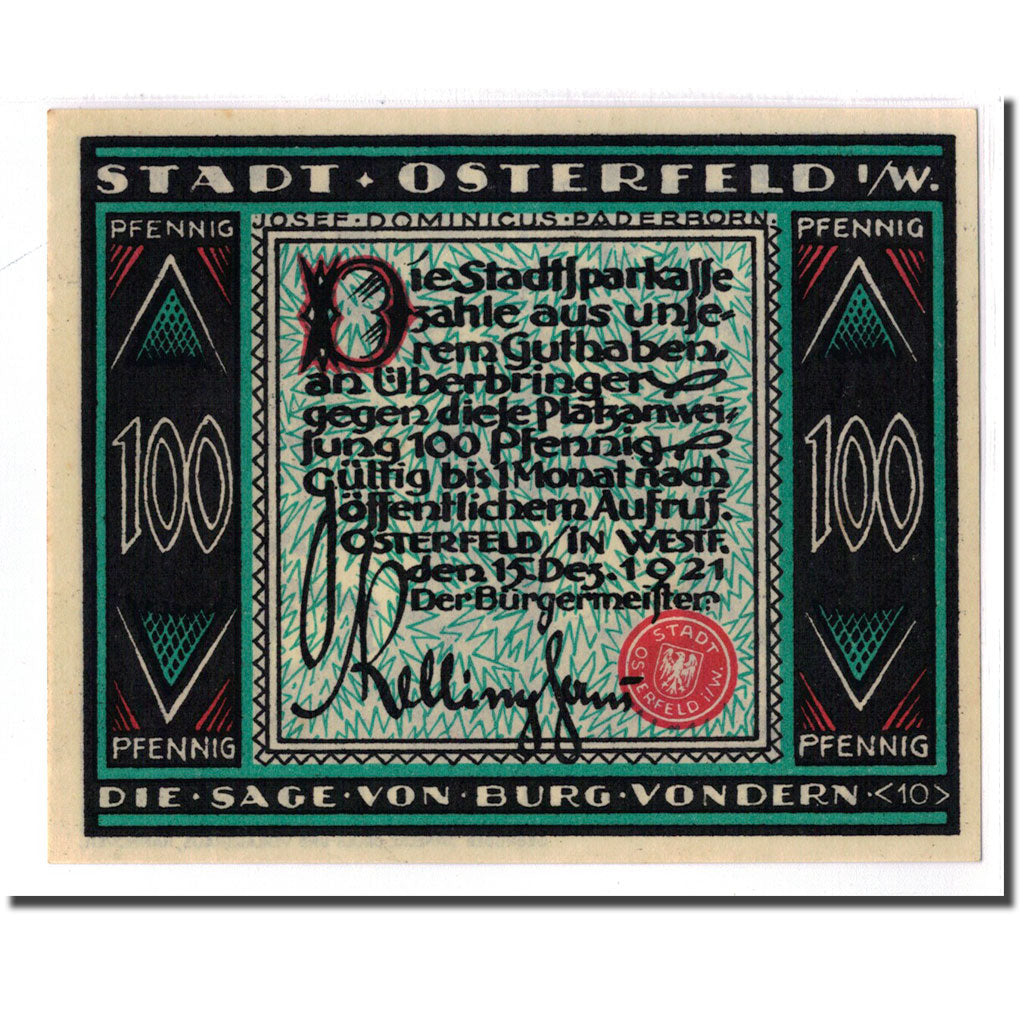 STADT · OSTERFELD I/W.
PFENNIG
JOSEF·DOMINICUS·PADERBORN.
PFENNIG
Die Stadtſparkaſſe
zahle aus unſe-
rem Guthaben,
an Überbringer
gegen dieſe Platzanwei-
ſung 100 Pfennig.
Gültig bis 1 Monat nach
öffentlichem Aufruf.
OSTERFELD IN WESTF.
den 15. Dez. 1921
Der Bürgermeiſter:
100
100
STADT
OSTERFELD I/W.
PFENNIG
PFENNIG
DIE·SAGE·VON·BURG·VONDERN·<10>